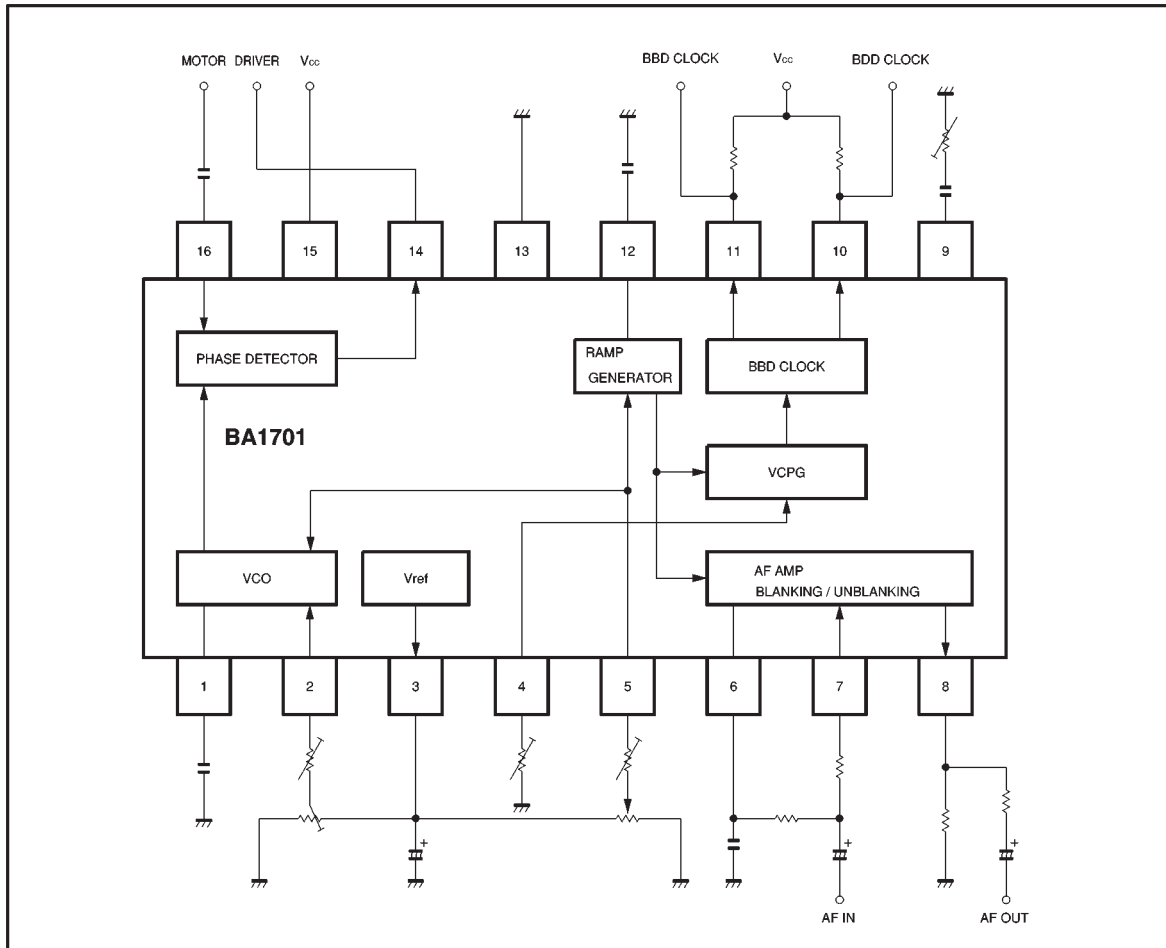 MOTOR DRIVER Vcc BBD CLOCK Vcc BDD CLOCK
16 15 14 13 12 11 10 9
PHASE DETECTOR
RAMP
GENERATOR
BBD CLOCK
BA1701
VCPG
VCO
Vref
AF AMP
BLANKING / UNBLANKING
1 2 3 4 5 6 7 8
+ + +
AF IN AF OUT